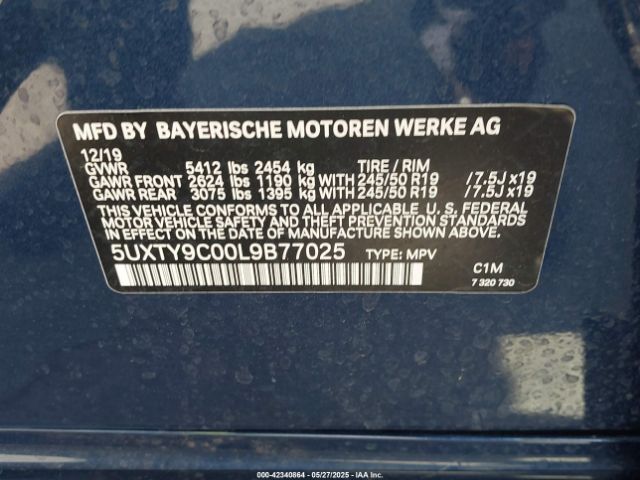 MFD BY BAYERISCHE MOTOREN WERKE AG
12/19
GVWR 5412 lbs 2454 kg TIRE / RIM
GAWR FRONT 2624 lbs 1190 kg WITH 245/50 R19 /7.5J x19
GAWR REAR 3075 lbs 1395 kg WITH 245/50 R19 /7.5J x19
THIS VEHICLE CONFORMS TO ALL APPLICABLE U. S. FEDERAL
MOTOR VEHICLE SAFETY, BUMPER, AND THEFT PREVENTION STANDARDS
IN EFFECT ON THE DATE OF MANUFACTURE SHOWN ABOVE.
5UXTY9C00L9B77025 TYPE: MPV
C1M
7 320 730
000-42340864 | 05/27/2025 | Copyright: IAA, Inc.